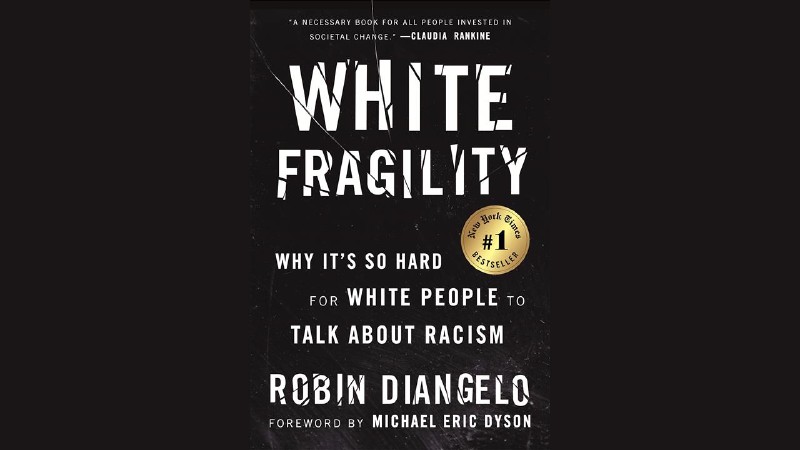 "A NECESSARY BOOK FOR ALL PEOPLE INVESTED IN
SOCIETAL CHANGE." —CLAUDIA RANKINE
WHITE
FRAGILITY
New York Times
#1
BESTSELLER
WHY IT'S SO HARD
FOR WHITE PEOPLE TO
TALK ABOUT RACISM
ROBIN DIANGELO
FOREWORD BY MICHAEL ERIC DYSON